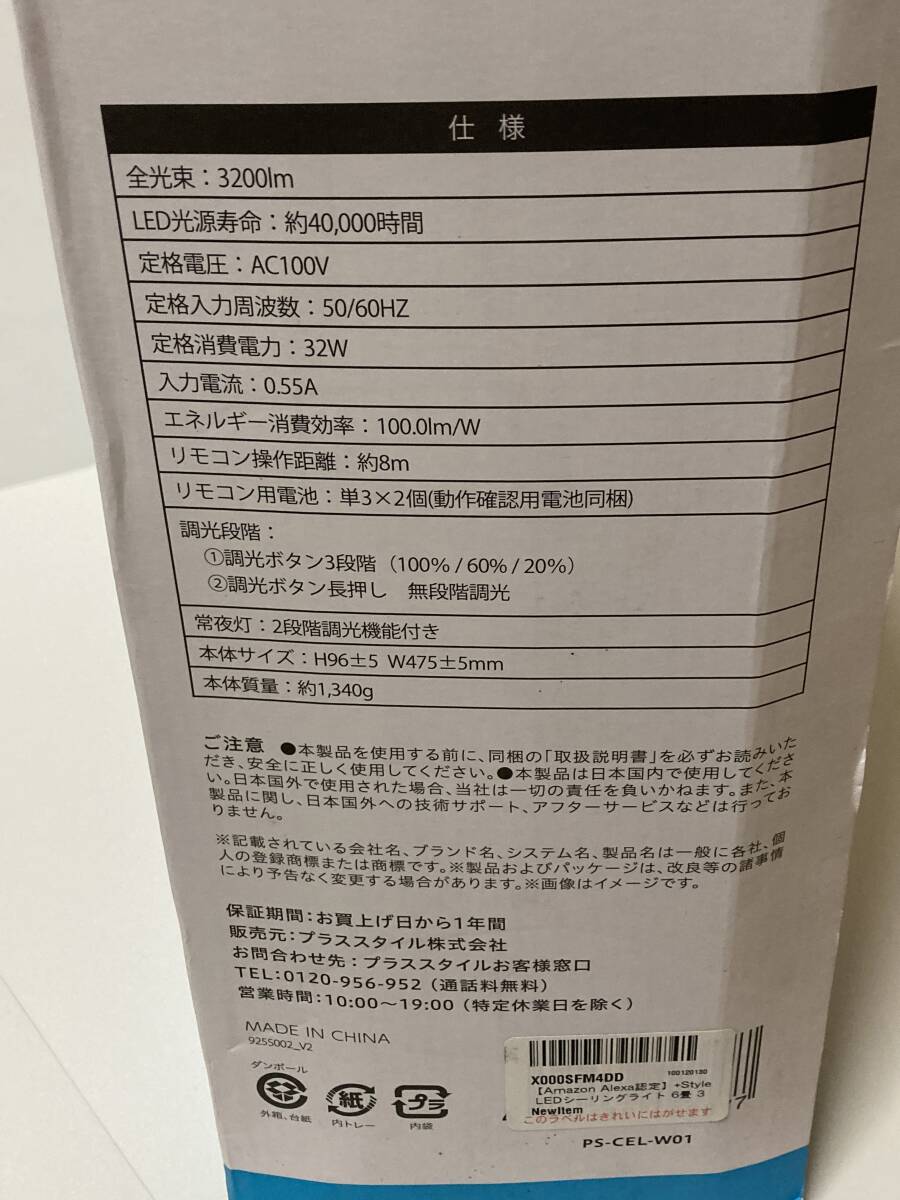 仕 様
全光束：3200lm
LED光源寿命：約40,000時間
定格電圧：AC100V
定格入力周波数：50/60HZ
定格消費電力：32W
入力電流：0.55A
エネルギー消費効率：100.0lm/W
リモコン操作距離：約8m
リモコン用電池：単3×2個(動作確認用電池同梱)
調光段階：
①調光ボタン3段階（100% / 60% / 20%）
②調光ボタン長押し　無段階調光
常夜灯：2段階調光機能付き
本体サイズ：H96±5 W475±5mm
本体質量：約1,340g
ご注意 ●本製品を使用する前に、同梱の「取扱説明書」を必ずお読みいた
だき、安全に正しく使用してください。●本製品は日本国内で使用してくださ
い。日本国外で使用された場合、当社は一切の責任を負いかねます。また、本
製品に関し、日本国外への技術サポート、アフターサービスなどは行ってお
りません。
※記載されている会社名、ブランド名、システム名、製品名は一般に各社、個
人の登録商標または商標です。※製品およびパッケージは、改良等の諸事情
により予告なく変更する場合があります。※画像はイメージです。
保証期間：お買上げ日から1年間
販売元：プラススタイル株式会社
お問合わせ先：プラススタイルお客様窓口
TEL：0120-956-952（通話料無料）
営業時間：10:00～19:00（特定休業日を除く）
MADE IN CHINA
925S002_V2
ダンボール
外箱、台紙
紙
内トレー
プラ
内袋
X000SFM4DD
100120130
【Amazon Alexa認定】+Style
LEDシーリングライト 6畳 3
NewItem
このラベルはきれいにはがせます
4
7
PS-CEL-W01